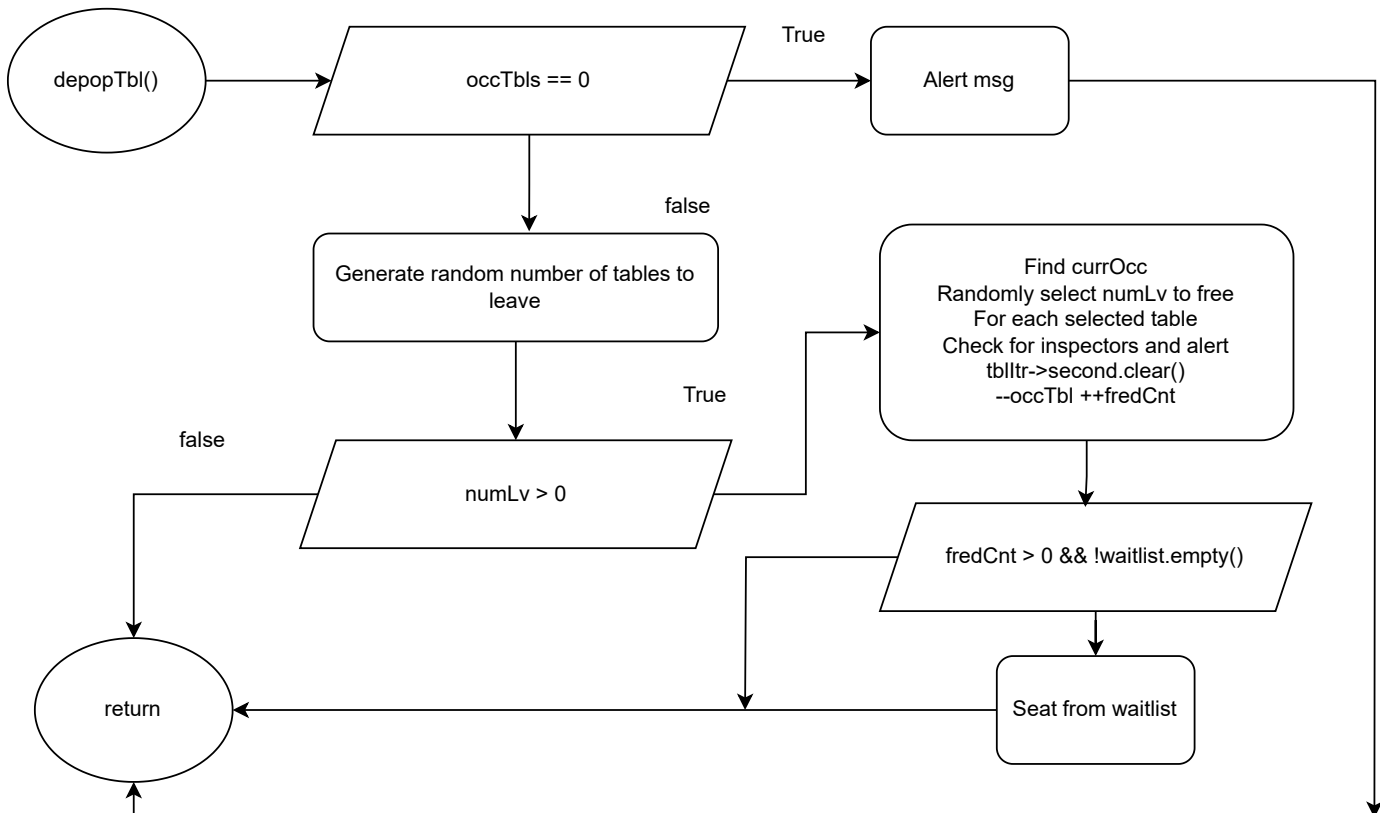 depopTbl()
occTbls == 0
True
Alert msg
false
Generate random number of tables to
leave
Find currOcc
Randomly select numLv to free
For each selected table
Check for inspectors and alert
tblItr->second.clear()
--occTbl ++fredCnt
True
false
numLv > 0
fredCnt > 0 && !waitlist.empty()
return
Seat from waitlist